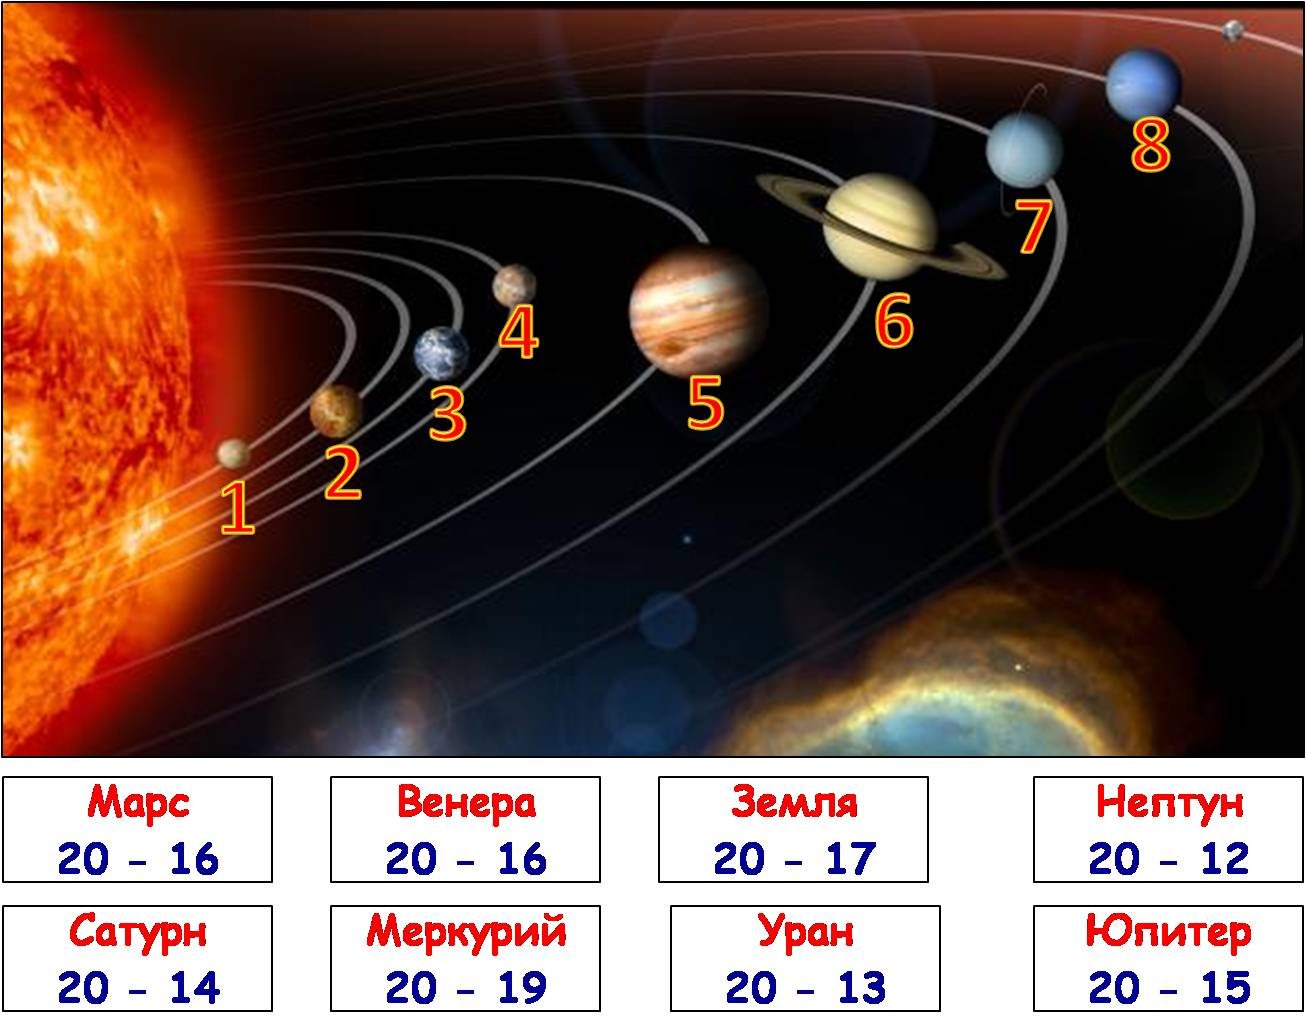 1
2
3
4
5
6
7
8
Марс
20 – 16
Венера
20 – 16
Земля
20 – 17
Нептун
20 – 12
Сатурн
20 – 14
Меркурий
20 – 19
Уран
20 – 13
Юпитер
20 – 15